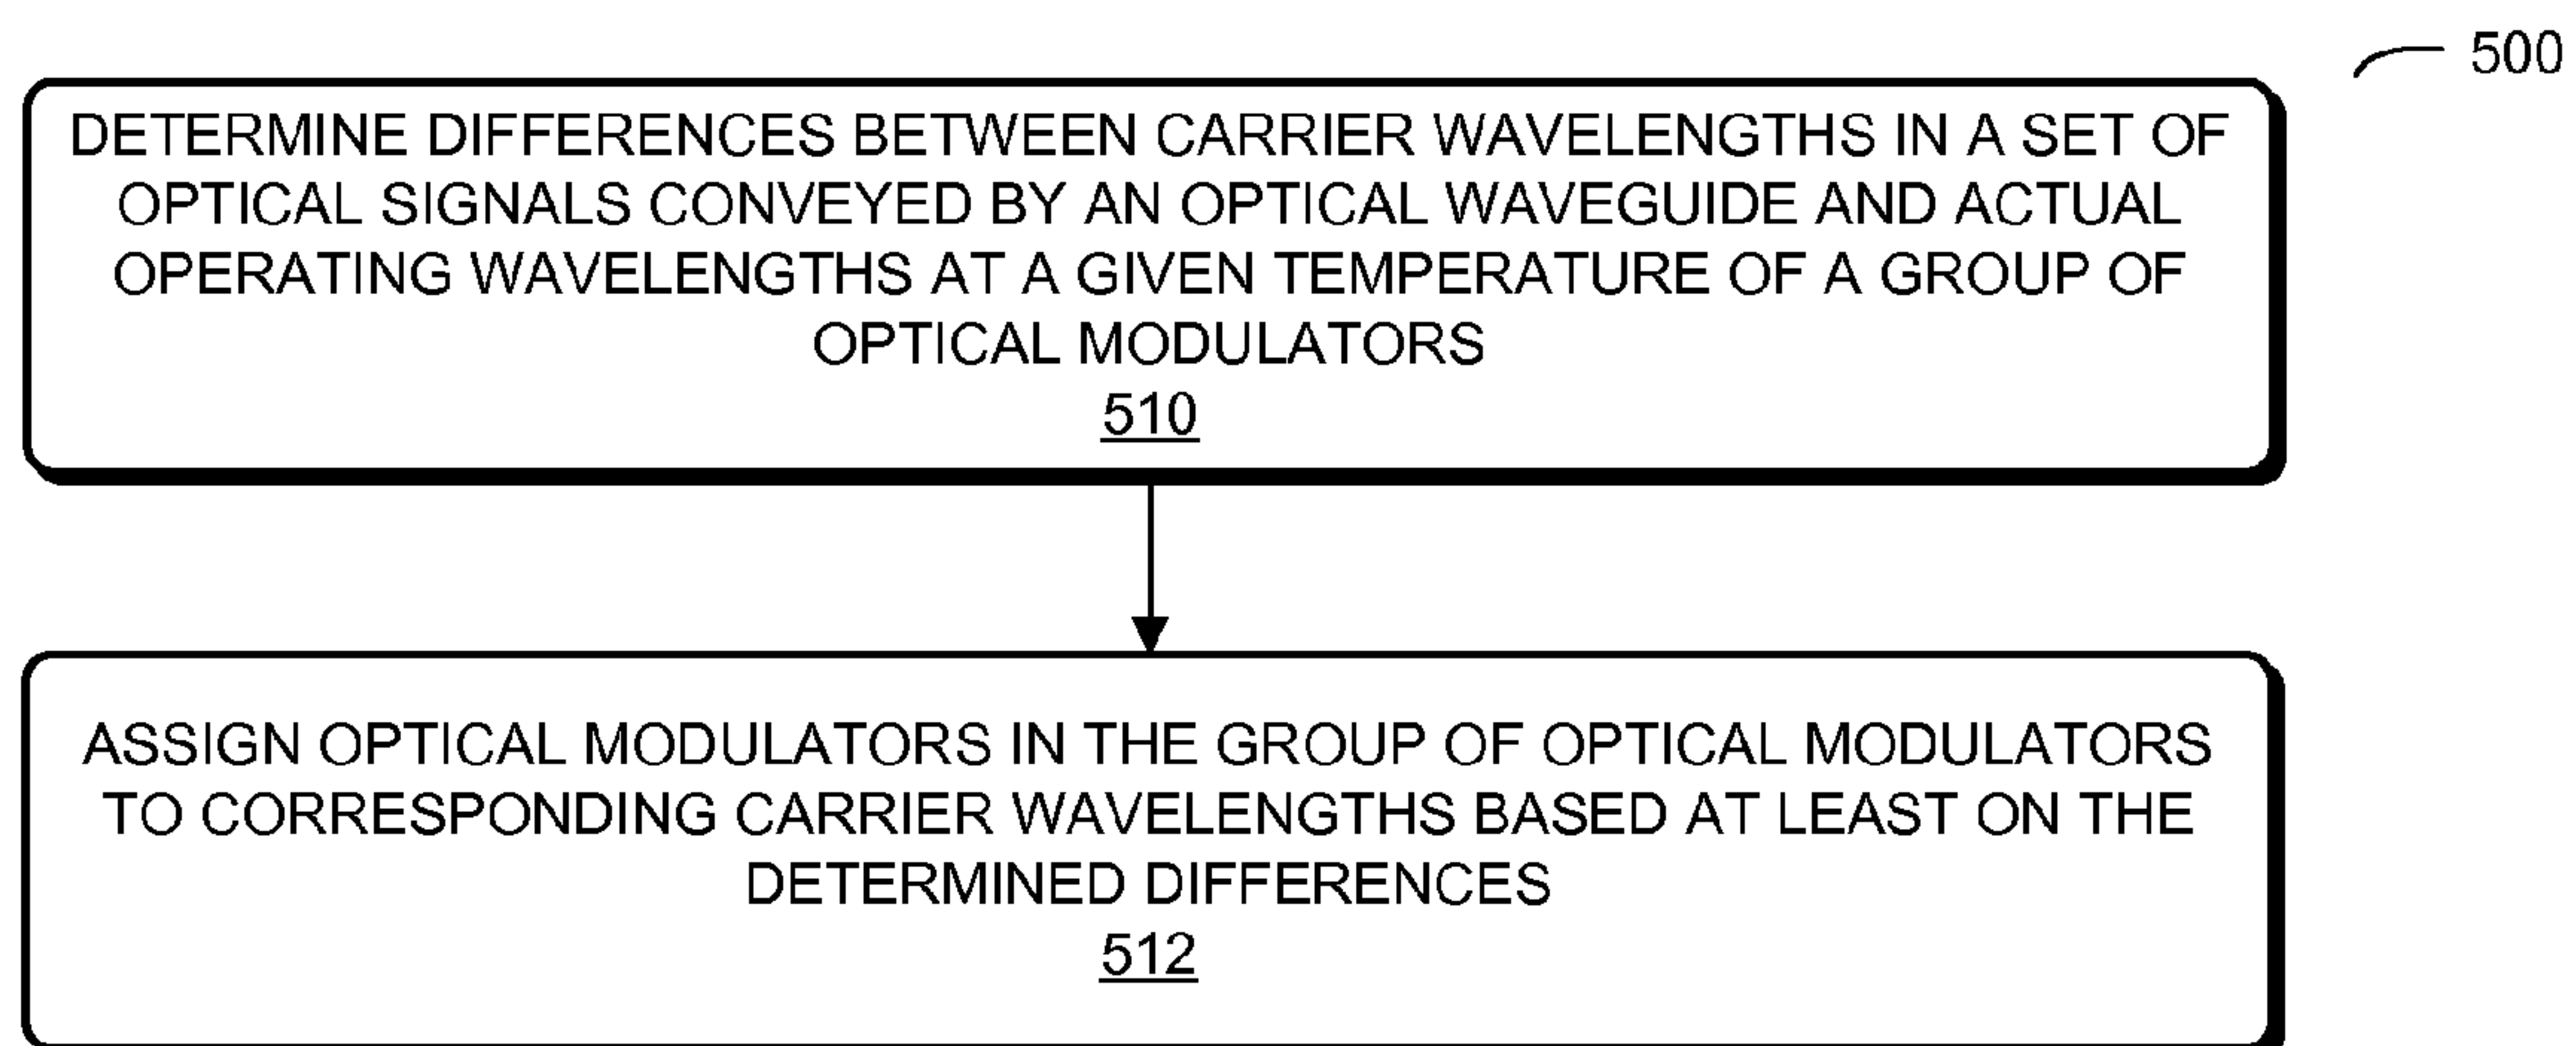 500
DETERMINE DIFFERENCES BETWEEN CARRIER WAVELENGTHS IN A SET OF
OPTICAL SIGNALS CONVEYED BY AN OPTICAL WAVEGUIDE AND ACTUAL
OPERATING WAVELENGTHS AT A GIVEN TEMPERATURE OF A GROUP OF
OPTICAL MODULATORS
510
ASSIGN OPTICAL MODULATORS IN THE GROUP OF OPTICAL MODULATORS
TO CORRESPONDING CARRIER WAVELENGTHS BASED AT LEAST ON THE
DETERMINED DIFFERENCES
512